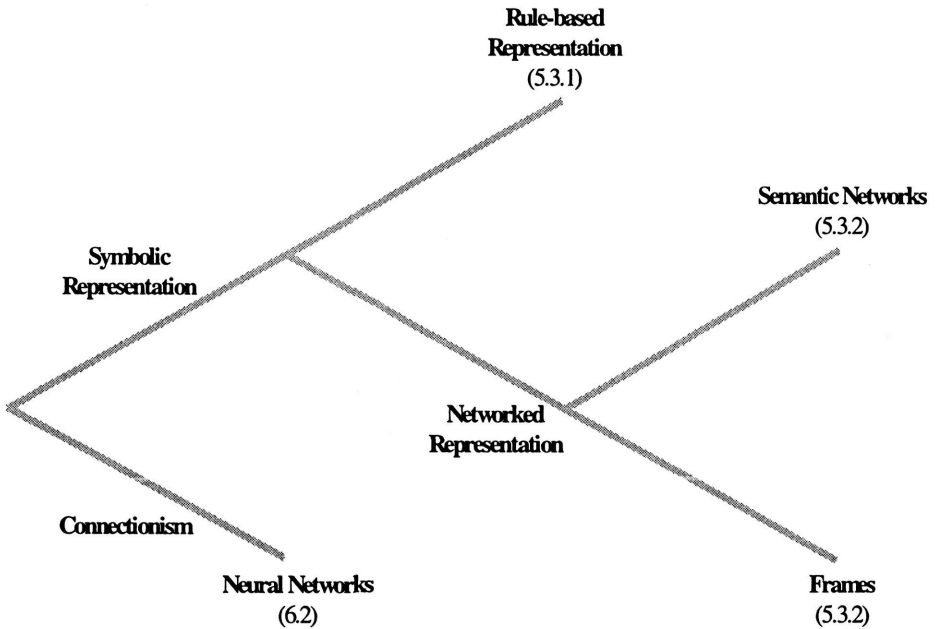 Rule-based
Representation
(5.3.1)
Semantic Networks
(5.3.2)
Symbolic
Representation
Networked
Representation
Connectionism
Neural Networks
(6.2)
Frames
(5.3.2)